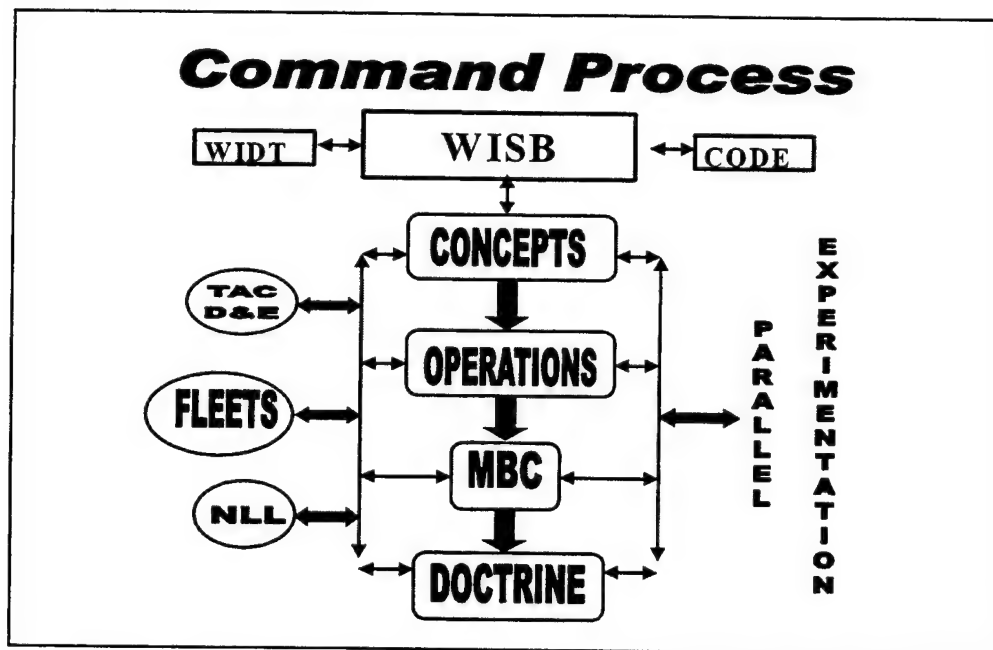 Command Process
WIDT
WISB
CODE
CONCEPTS
TAC
D&E
OPERATIONS
FLEETS
MBC
NLL
DOCTRINE
PARALLEL
EXPERIMENTATION